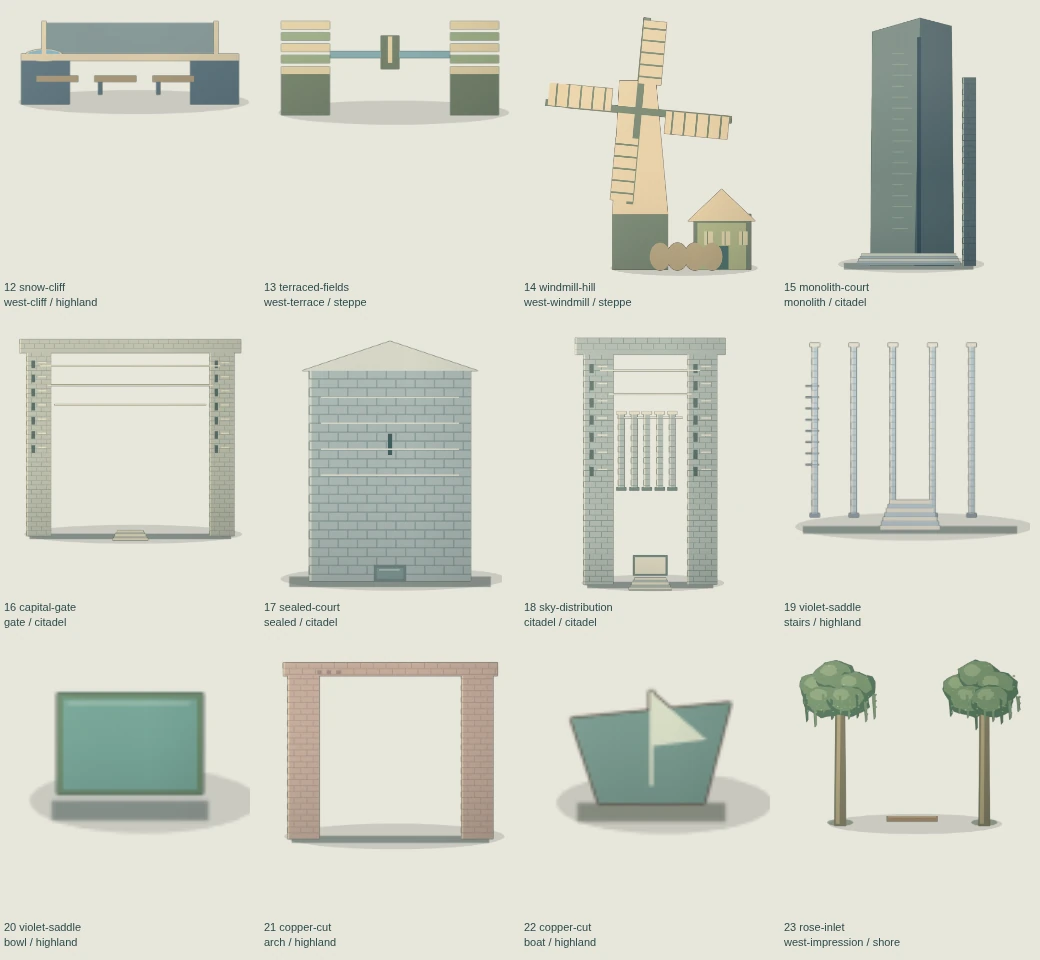 12 snow-cliff
west-cliff / highland
13 terraced-fields
west-terrace / steppe
14 windmill-hill
west-windmill / steppe
15 monolith-court
monolith / citadel
16 capital-gate
gate / citadel
17 sealed-court
sealed / citadel
18 sky-distribution
citadel / citadel
19 violet-saddle
stairs / highland
20 violet-saddle
bowl / highland
21 copper-cut
arch / highland
22 copper-cut
boat / highland
23 rose-inlet
west-impression / shore